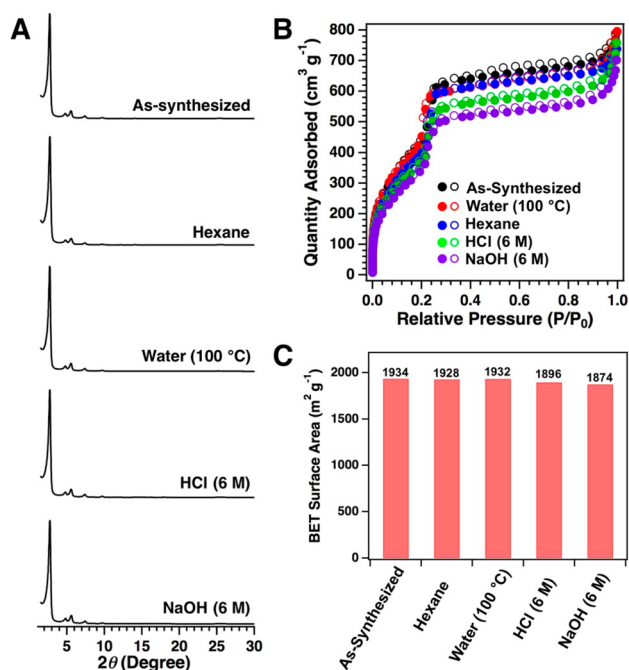 A
As-synthesized
Hexane
Water (100 °C)
HCl (6 M)
NaOH (6 M)
5 10 15 20 25 30
2θ (Degree)
B
Quantity Adsorbed (cm³ g⁻¹)
800
700
600
500
400
300
200
100
0
As-Synthesized
Water (100 °C)
Hexane
HCl (6 M)
NaOH (6 M)
0.0 0.2 0.4 0.6 0.8 1.0
Relative Pressure (P/P₀)
C
BET Surface Area (m² g⁻¹)
2000
1500
1000
500
0
1934 1928 1932 1896 1874
As-Synthesized
Hexane
Water (100 °C)
HCl (6 M)
NaOH (6 M)